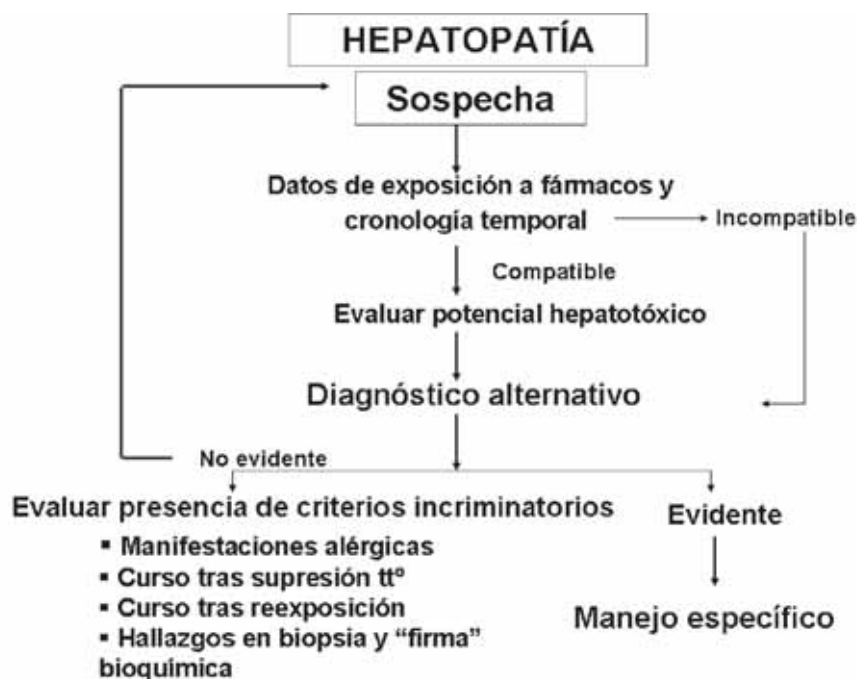 HEPATOPATÍA
Sospecha
Datos de exposición a fármacos y
cronología temporal
Incompatible
Compatible
Evaluar potencial hepatotóxico
Diagnóstico alternativo
No evidente
Evaluar presencia de criterios incriminatorios
▪ Manifestaciones alérgicas
▪ Curso tras supresión ttº
▪ Curso tras reexposición
▪ Hallazgos en biopsia y “firma”
bioquímica
Evidente
Manejo específico